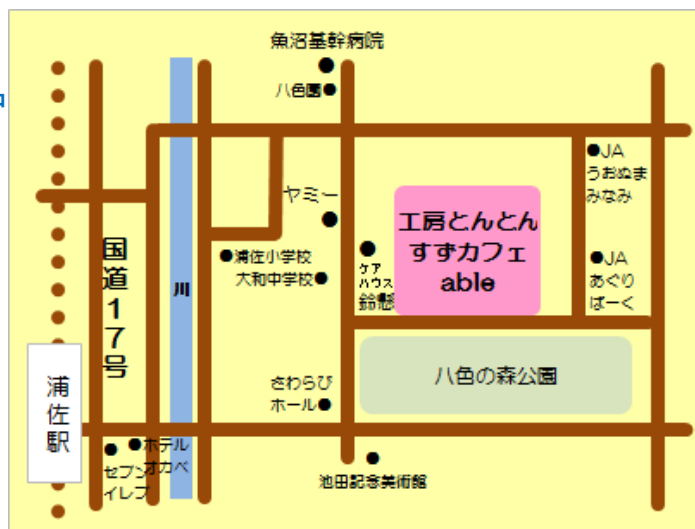 魚沼基幹病院
八色園●
●JA
うおぬま
みなみ
ヤミー
工房とんとん
すずカフェ
able
国道17号
川
●浦佐小学校
大和中学校●
ケア
ハウス
鈴懸
●JA
あぐり
ぱーく
浦佐駅
さわらび
ホール●
八色の森公園
●ホテル
オカベ
セブン
イレブ
池田記念美術館